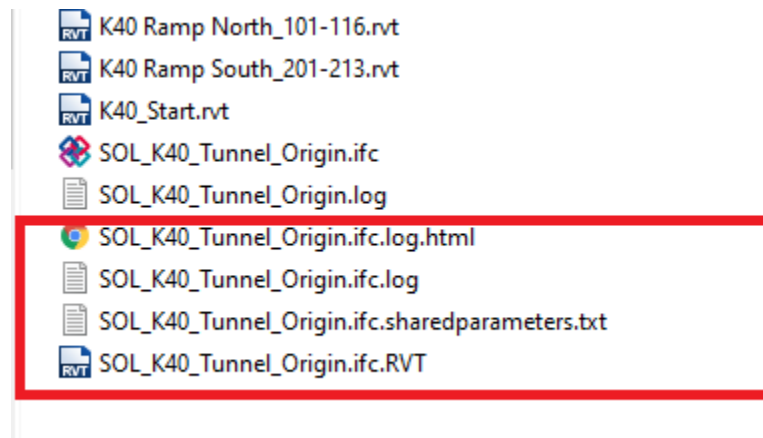 K40 Ramp North_101-116.rvt
K40 Ramp South_201-213.rvt
K40_Start.rvt
SOL_K40_Tunnel_Origin.ifc
SOL_K40_Tunnel_Origin.log
SOL_K40_Tunnel_Origin.ifc.log.html
SOL_K40_Tunnel_Origin.ifc.log
SOL_K40_Tunnel_Origin.ifc.sharedparameters.txt
SOL_K40_Tunnel_Origin.ifc.RVT